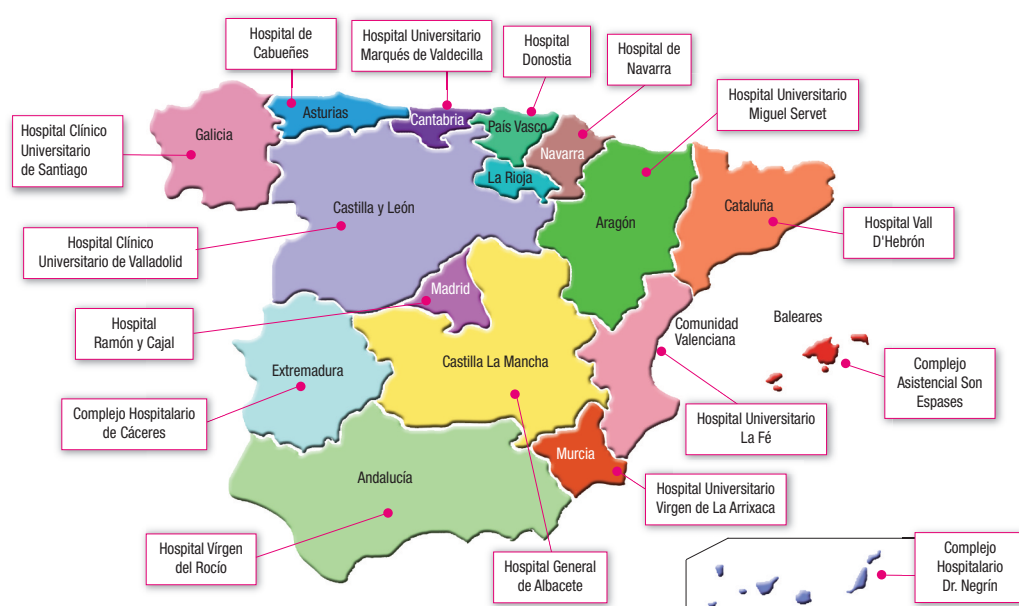 Hospital de
Cabueñes
Hospital Universitario
Marqués de Valdecilla
Hospital
Donostia
Hospital de
Navarra
Hospital Universitario
Miguel Servet
Hospital Clínico
Universitario
de Santiago
Galicia
Asturias
Cantabria
País Vasco
Navarra
La Rioja
Castilla y León
Aragón
Cataluña
Hospital Vall
D'Hebrón
Hospital Clínico
Universitario de Valladolid
Madrid
Hospital
Ramón y Cajal
Comunidad
Valenciana
Baleares
Extremadura
Castilla La Mancha
Complejo
Asistencial Son
Espases
Complejo Hospitalario
de Cáceres
Hospital Universitario
La Fé
Murcia
Andalucía
Hospital Universitario
Virgen de La Arrixaca
Hospital Virgen
del Rocío
Hospital General
de Albacete
Complejo
Hospitalario
Dr. Negrín